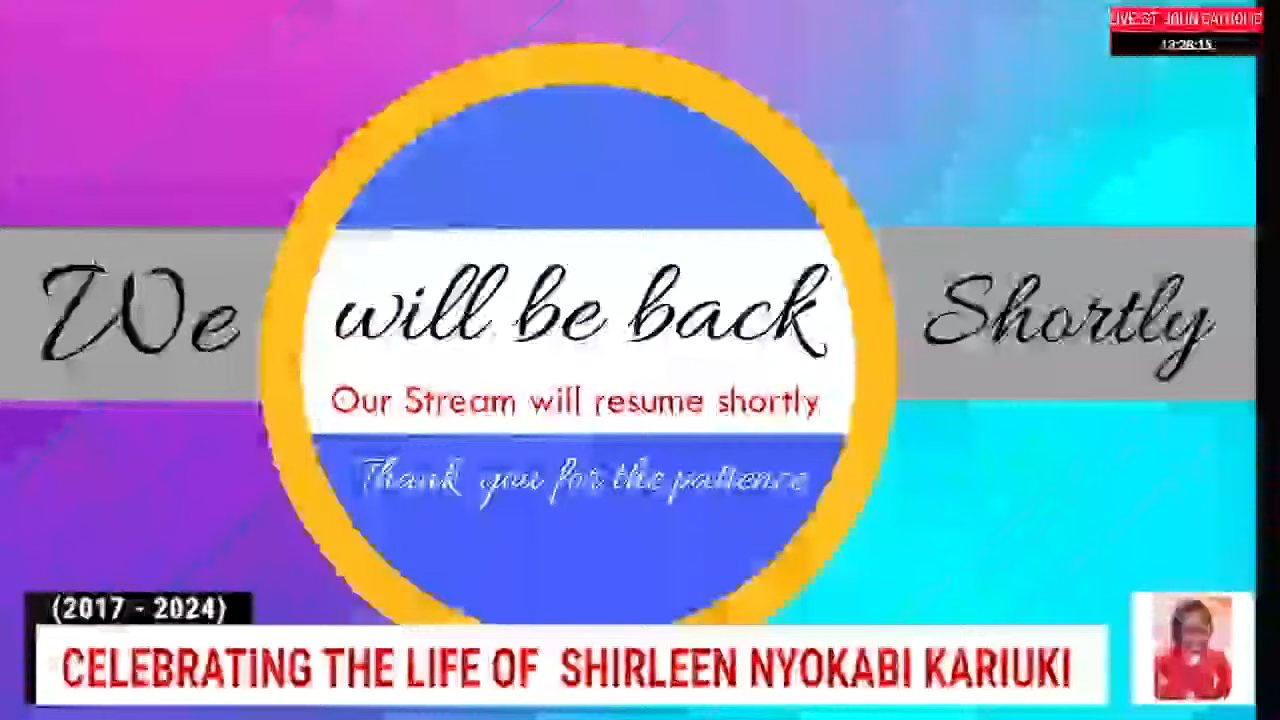 LIVE ST JOHN CATHOLIC
13:28:15
We will be back Shortly
Our Stream will resume shortly
Thank you for the patience
(2017 - 2024)
CELEBRATiNG THE LIFE OF SHIRLEEN NYOKABI KARIUKI